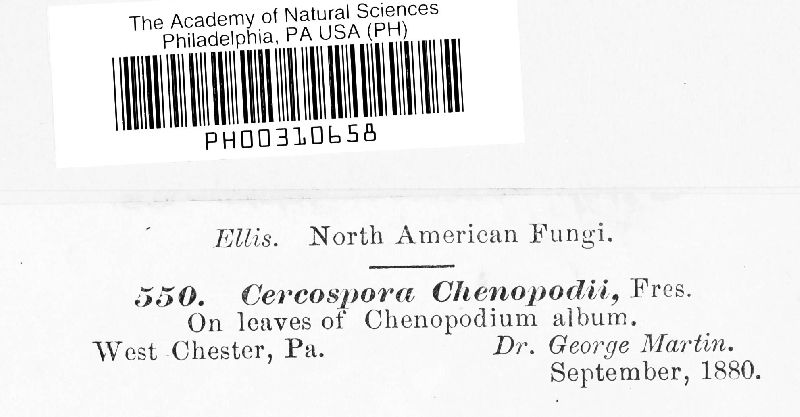 The Academy of Natural Sciences
Philadelphia, PA USA (PH)
PH00310658
Ellis. North American Fungi.
550. Cercospora Chenopodii, Fres.
On leaves of Chenopodium album.
West Chester, Pa. Dr. George Martin.
September, 1880.